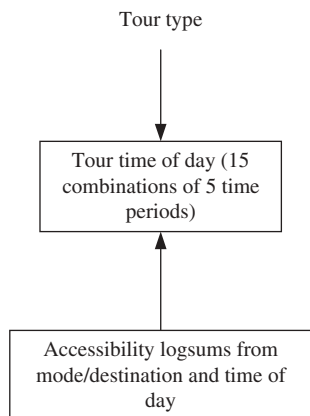 Tour type
Tour time of day (15
combinations of 5 time
periods)
Accessibility logsums from
mode/destination and time of
day